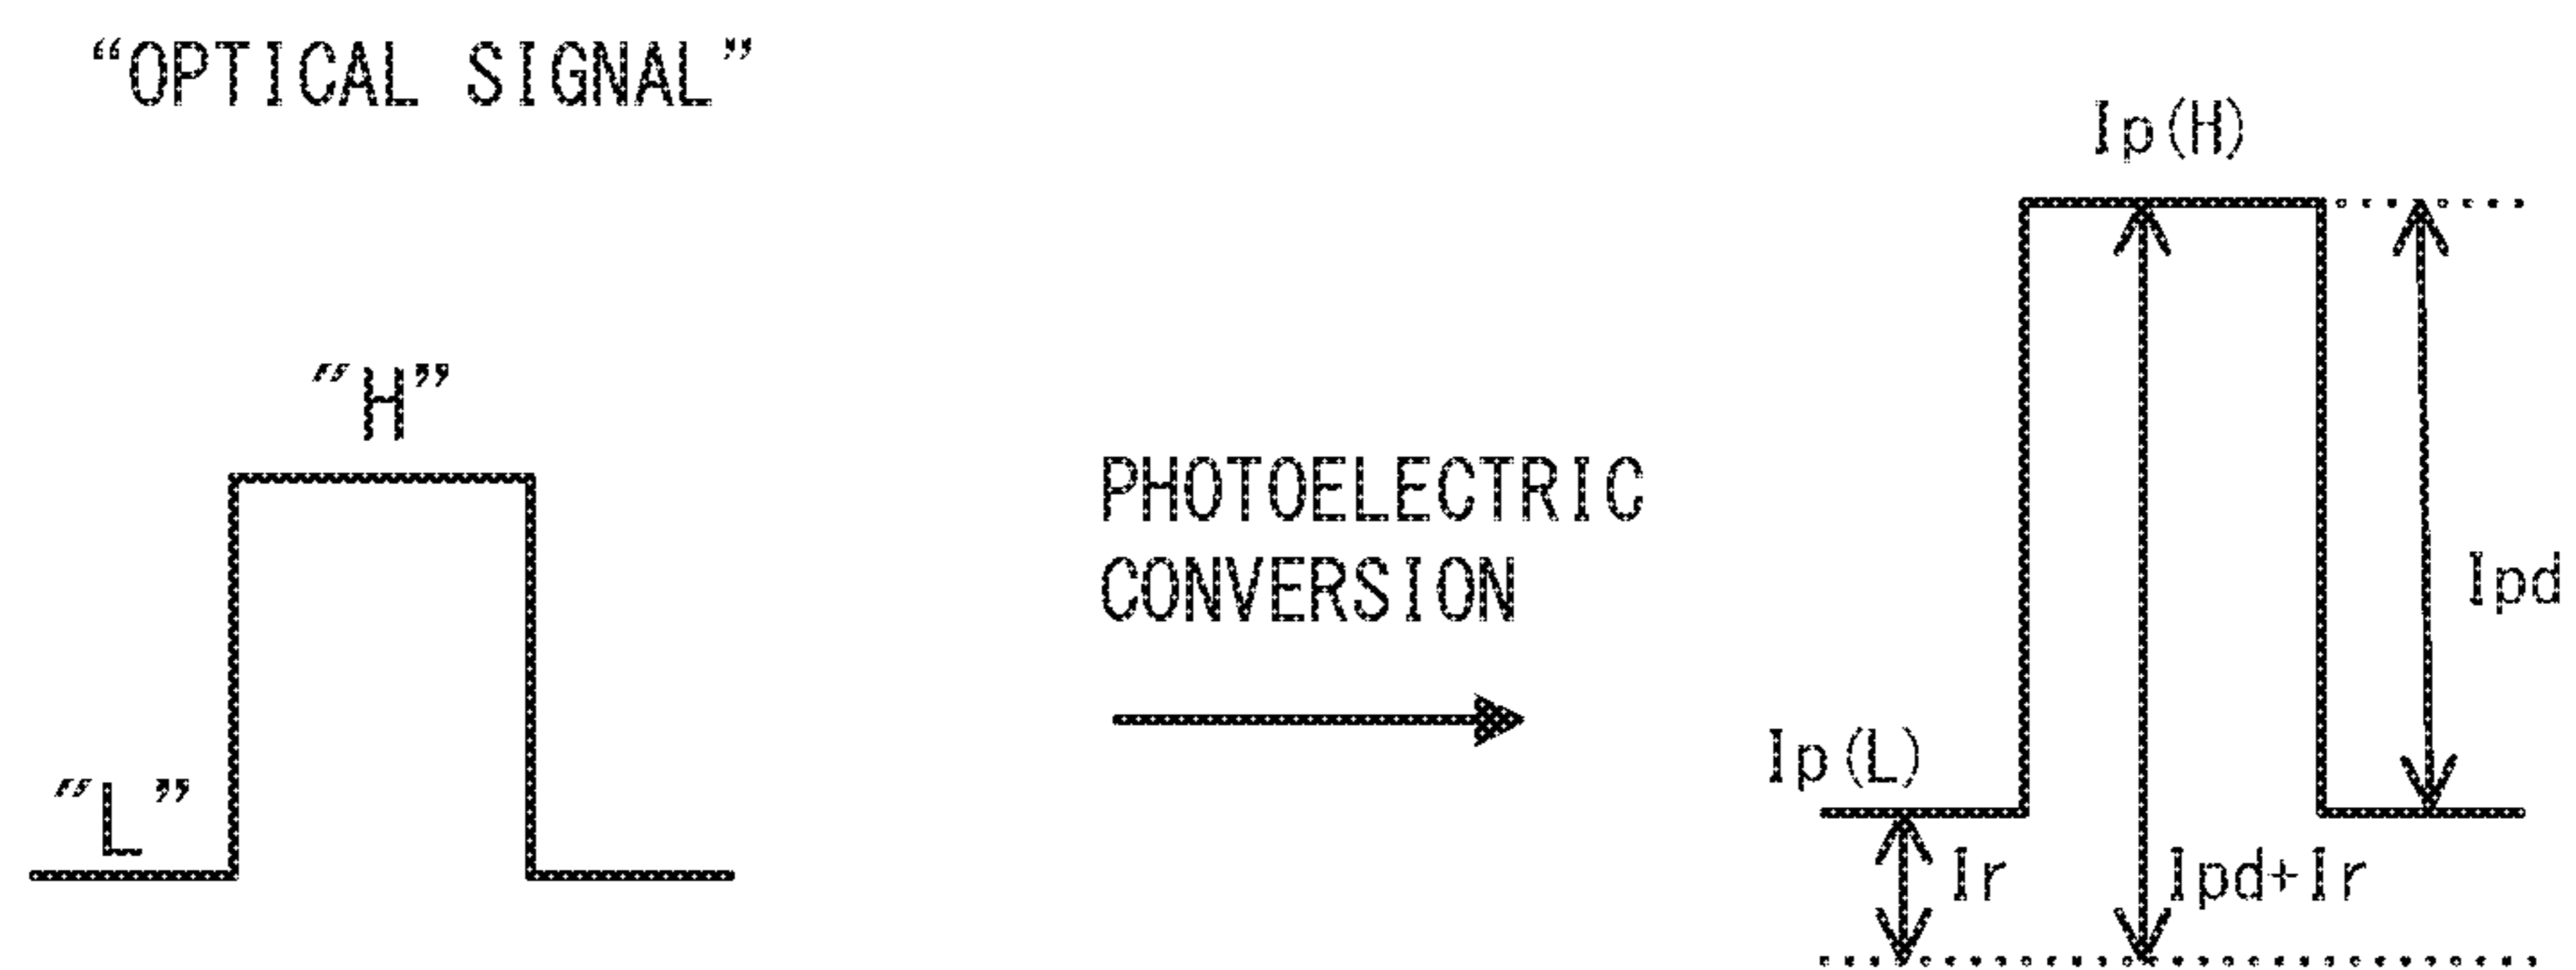 “OPTICAL SIGNAL”
“H”
“L”
PHOTOELECTRIC
CONVERSION
Ip(H)
Ipd
Ip(L)
Ir
Ipd+Ir